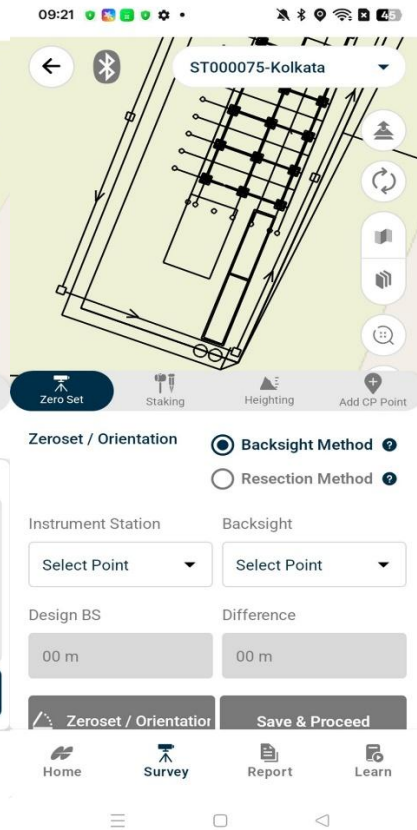 09:21
45
ST000075-Kolkata
Zero Set
Staking
Heighting
Add CP Point
Zeroset / Orientation
Backsight Method ?
Resection Method ?
Instrument Station
Backsight
Select Point
Select Point
Design BS
Difference
00 m
00 m
Zeroset / Orientation
Save & Proceed
Home
Survey
Report
Learn